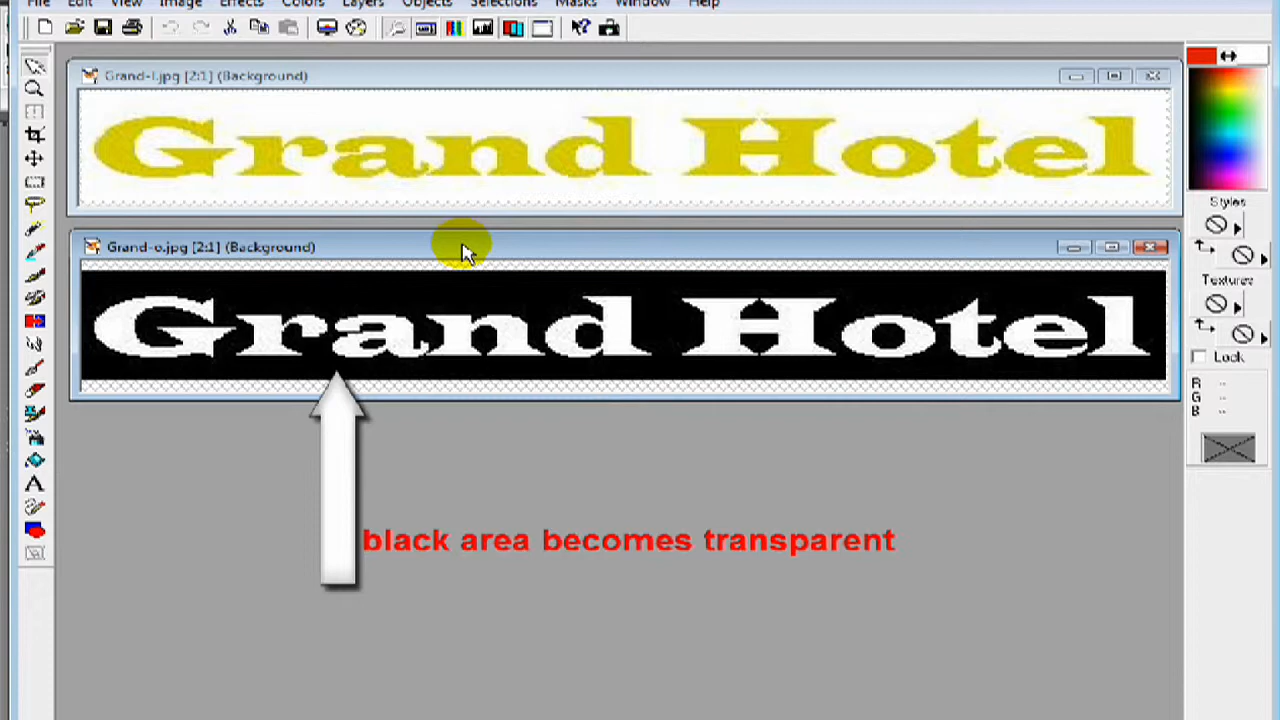 File Edit View Image Effects Colors Layers Objects Selections Masks Window Help
Grand-l.jpg [2:1] (Background)
Grand Hotel
Grand-o.jpg [2:1] (Background)
Grand Hotel
black area becomes transparent
Styles
Textures
Lock
R --
G --
B --